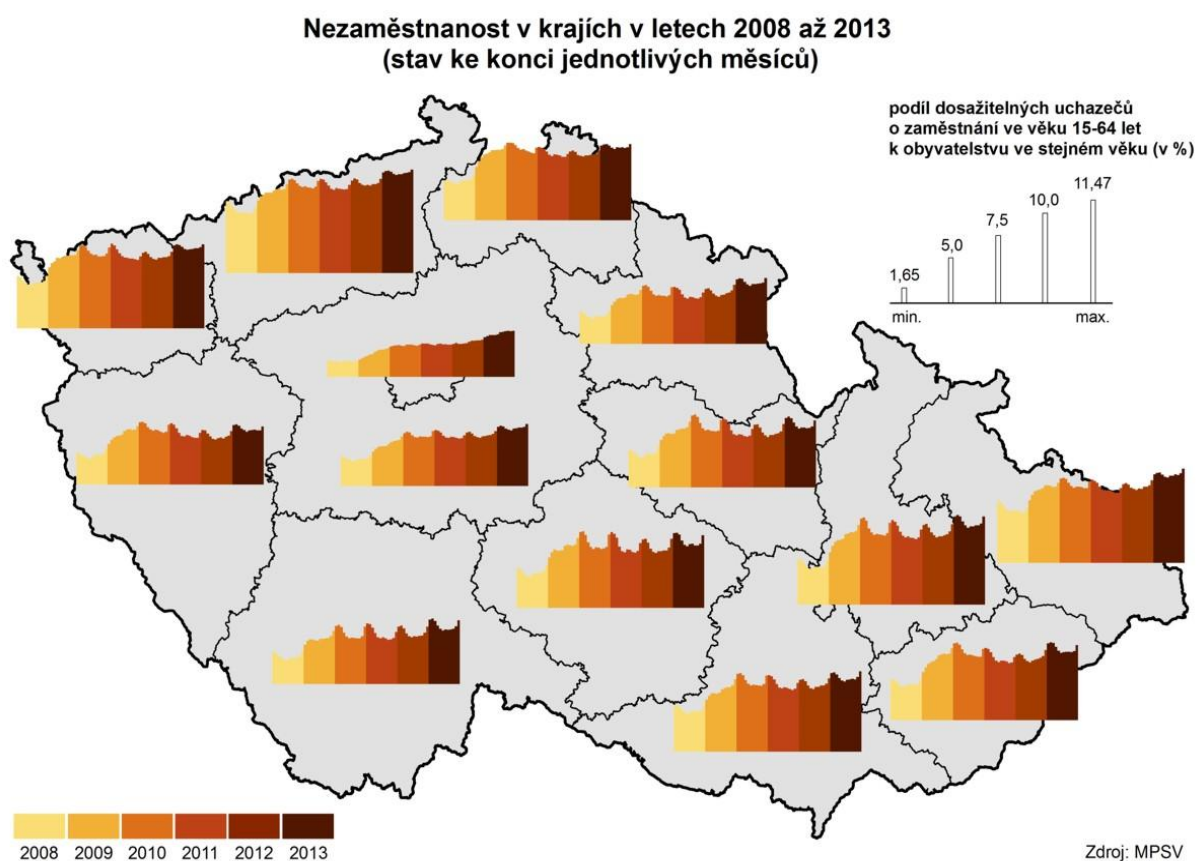 Nezaměstnanost v krajích v letech 2008 až 2013
(stav ke konci jednotlivých měsíců)
podíl dosažitelných uchazečů
o zaměstnání ve věku 15-64 let
k obyvatelstvu ve stejném věku (v %)
11,47
10,0
7,5
5,0
1,65
min.
max.
2008 2009 2010 2011 2012 2013
Zdroj: MPSV